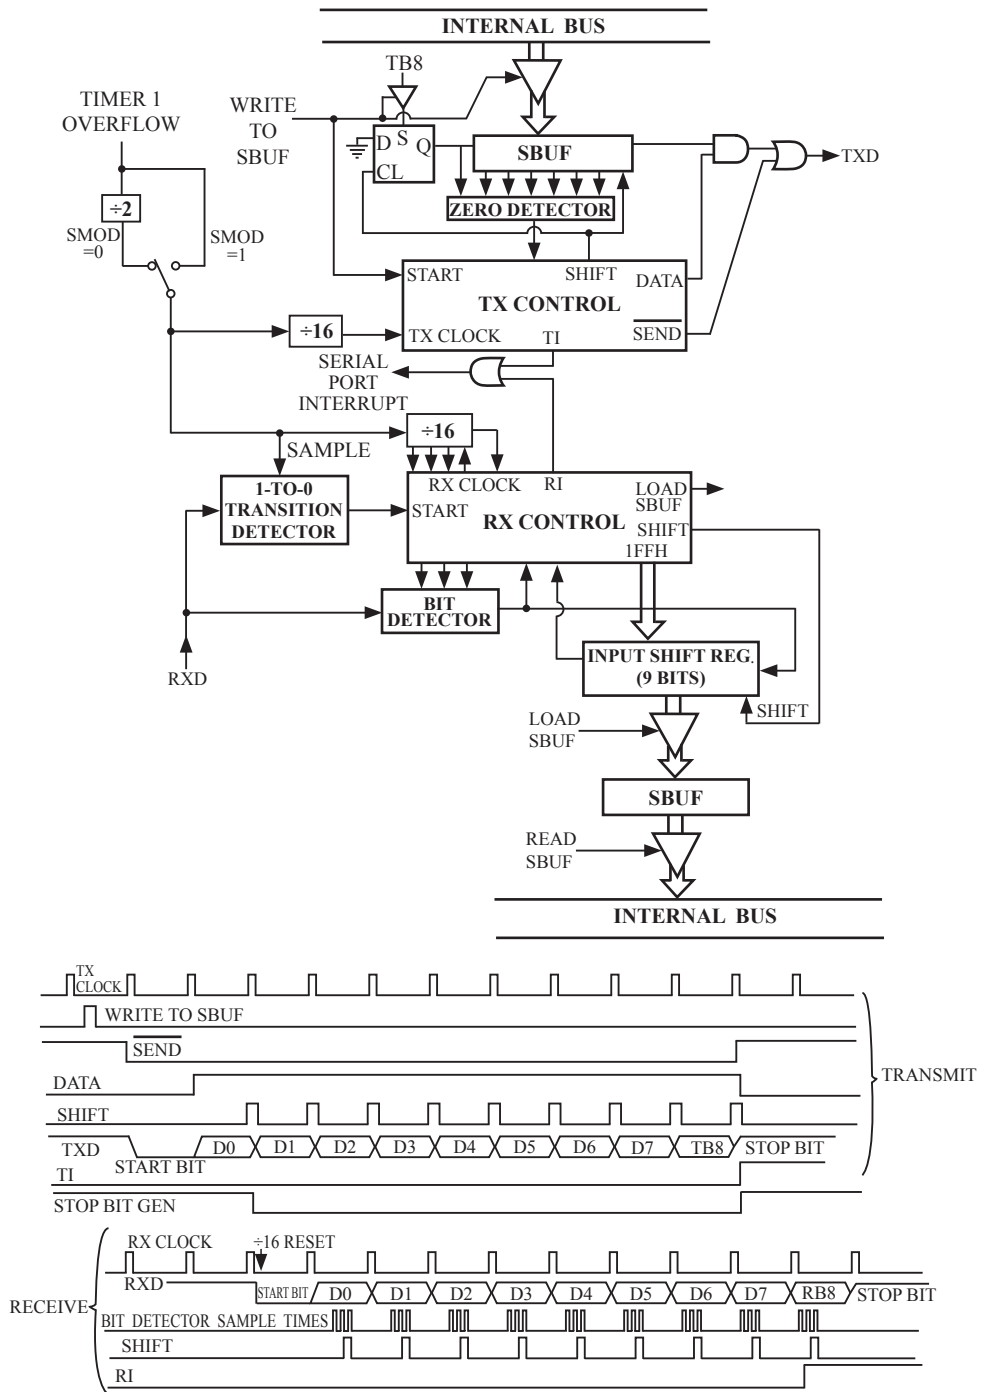 INTERNAL BUS
TB8
TIMER 1
OVERFLOW
WRITE
TO
SBUF
D S Q
CL
SBUF
TXD
÷2
ZERO DETECTOR
SMOD
=0
SMOD
=1
START
SHIFT
DATA
TX CONTROL
÷16
TX CLOCK
TI
SEND
SERIAL
PORT
INTERRUPT
÷16
SAMPLE
RX CLOCK
RI
LOAD
SBUF
1-TO-0
TRANSITION
DETECTOR
START
RX CONTROL
SHIFT
1FFH
BIT
DETECTOR
RXD
INPUT SHIFT REG.
(9 BITS)
SHIFT
LOAD
SBUF
SBUF
READ
SBUF
INTERNAL BUS
TX
CLOCK
WRITE TO SBUF
SEND
DATA
TRANSMIT
SHIFT
TXD
START BIT
D0 D1 D2 D3 D4 D5 D6 D7 TB8 STOP BIT
TI
STOP BIT GEN
RX CLOCK
÷16 RESET
RXD
START BIT D0 D1 D2 D3 D4 D5 D6 D7 RB8 STOP BIT
RECEIVE
BIT DETECTOR SAMPLE TIMES
SHIFT
RI